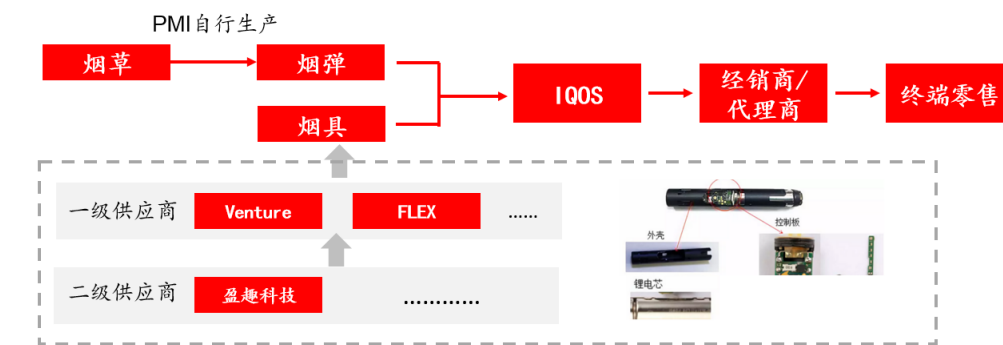 PMI自行生产
烟草
烟弹
烟具
IQOS
经销商/
代理商
终端零售
一级供应商
Venture
FLEX
……
二级供应商
盈趣科技
…………
外壳
控制板
锂电芯